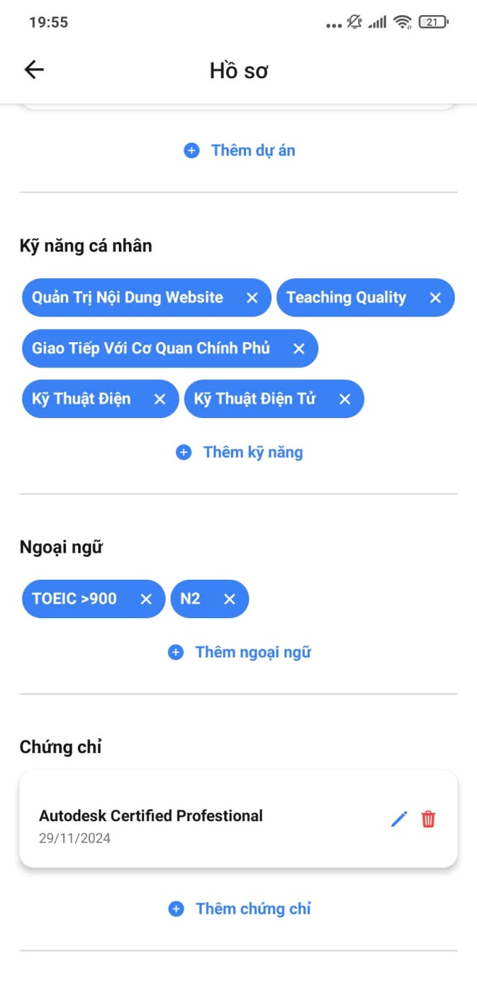 19:55
21
Hồ sơ
Thêm dự án
Kỹ năng cá nhân
Quản Trị Nội Dung Website Teaching Quality
Giao Tiếp Với Cơ Quan Chính Phủ
Kỹ Thuật Điện Kỹ Thuật Điện Tử
Thêm kỹ năng
Ngoại ngữ
TOEIC >900 N2
Thêm ngoại ngữ
Chứng chỉ
Autodesk Certified Profestional
29/11/2024
Thêm chứng chỉ